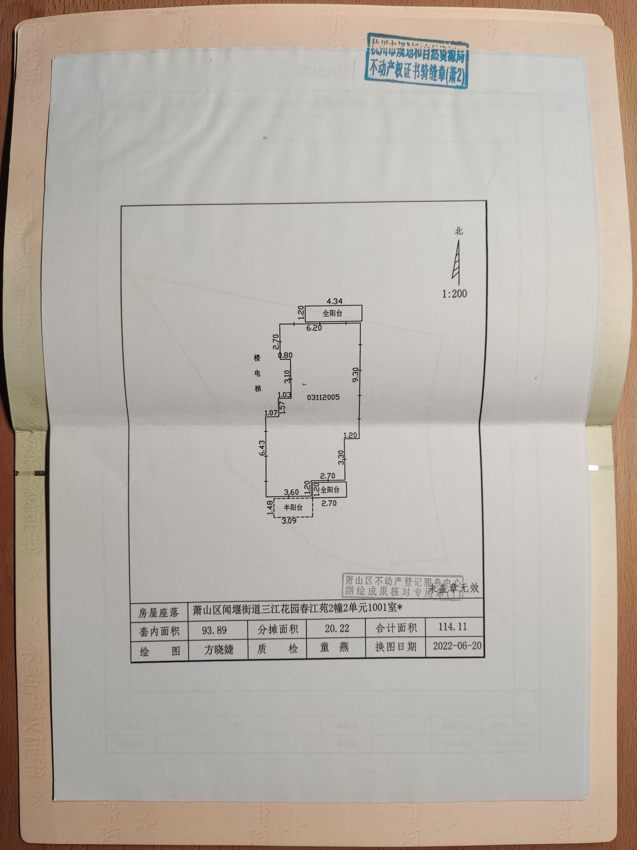 杭州市规划和自然资源局
不动产权证书骑缝章(萧2)
北
1:200
4.34
1.20
全阳台
6.20
2.70
楼
电
梯
0.80
3.10
9.30
03112005
1.03
1.57
1.07
6.43
1.20
3.30
2.70
1.20
1.20
全阳台
3.60
2.70
1.48
半阳台
3.09
萧山区不动产登记服务中心
测绘成果核对专用
未盖章无效
房屋座落 萧山区闻堰街道三江花园春江苑2幢2单元1001室*
套内面积 93.89 分摊面积 20.22 合计面积 114.11
绘 图 方晓婕 质 检 童 燕 换图日期 2022-06-20